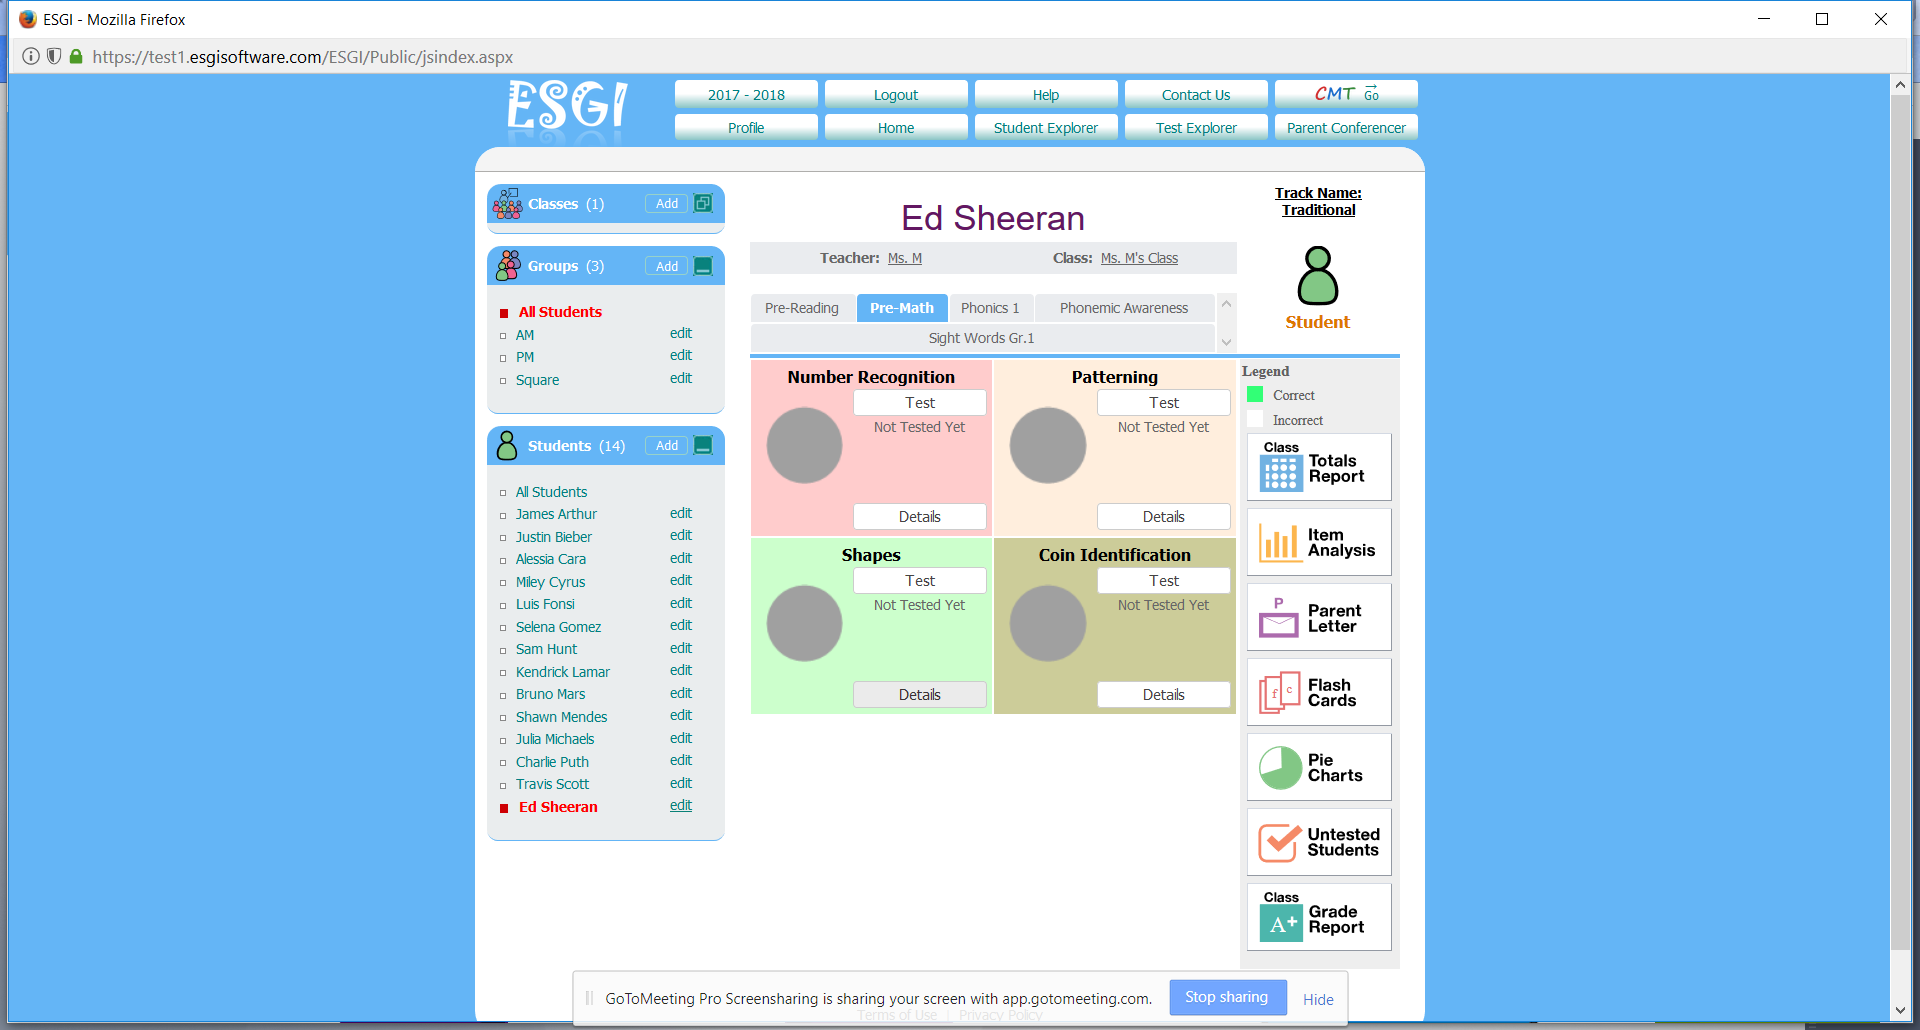 ESGI - Mozilla Firefox
https://test1.esgisoftware.com/ESGI/Public/jsindex.aspx
ESGI
2017 - 2018
Logout
Help
Contact Us
CMT Go
Profile
Home
Student Explorer
Test Explorer
Parent Conferencer
Classes (1)
Add
Groups (3)
Add
All Students
AM edit
PM edit
Square edit
Students (14)
Add
All Students
James Arthur edit
Justin Bieber edit
Alessia Cara edit
Miley Cyrus edit
Luis Fonsi edit
Selena Gomez edit
Sam Hunt edit
Kendrick Lamar edit
Bruno Mars edit
Shawn Mendes edit
Julia Michaels edit
Charlie Puth edit
Travis Scott edit
Ed Sheeran edit
Ed Sheeran
Teacher: Ms. M
Class: Ms. M's Class
Pre-Reading
Pre-Math
Phonics 1
Phonemic Awareness
Sight Words Gr.1
Number Recognition
Test
Not Tested Yet
Details
Patterning
Test
Not Tested Yet
Details
Shapes
Test
Not Tested Yet
Details
Coin Identification
Test
Not Tested Yet
Details
Track Name:
Traditional
Student
Legend
Correct
Incorrect
Class
Totals
Report
Item
Analysis
P
Parent
Letter
f c
Flash
Cards
Pie
Charts
Untested
Students
Class
A+
Grade
Report
GoToMeeting Pro Screensharing is sharing your screen with app.gotomeeting.com.
Stop sharing
Hide
Terms of Use | Privacy Policy